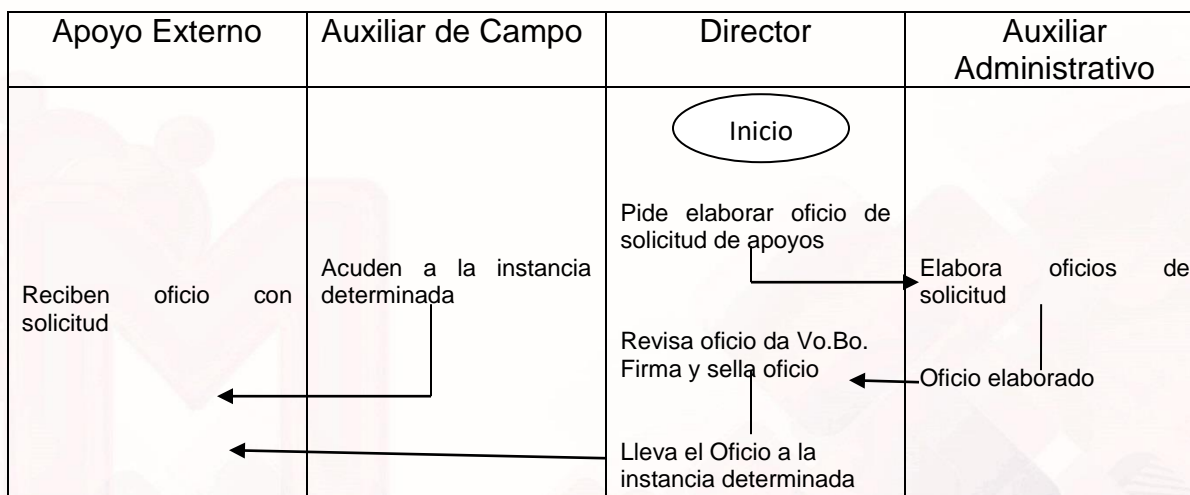 Apoyo Externo
Auxiliar de Campo
Director
Auxiliar
Administrativo
Inicio
Pide elaborar oficio de
solicitud de apoyos
Elabora oficios de
solicitud
Acuden a la instancia
determinada
Reciben oficio con
solicitud
Revisa oficio da Vo.Bo.
Firma y sella oficio
Oficio elaborado
Lleva el Oficio a la
instancia determinada